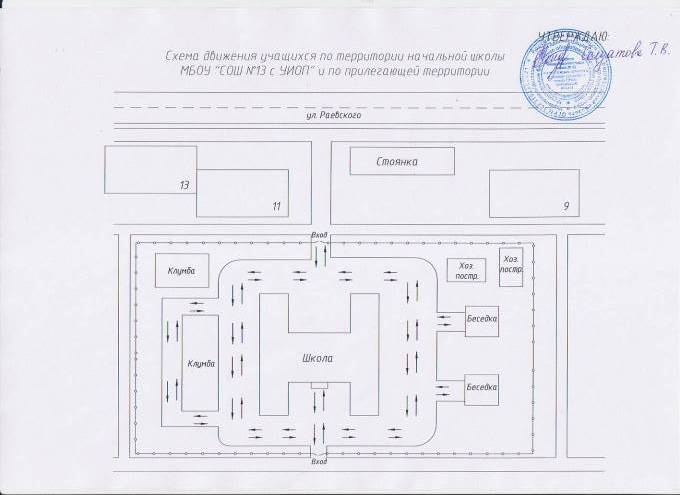 УТВЕРЖДАЮ:
Схема движения учащихся по территории начальной школы
МБОУ "СОШ №13 с УИОП" и по прилегающей территории
ул. Раевского
Стоянка
13
11
9
Вход
Клумба
Хоз.
постр.
Хоз.
постр.
Беседка
Клумба
Школа
Беседка
Вход